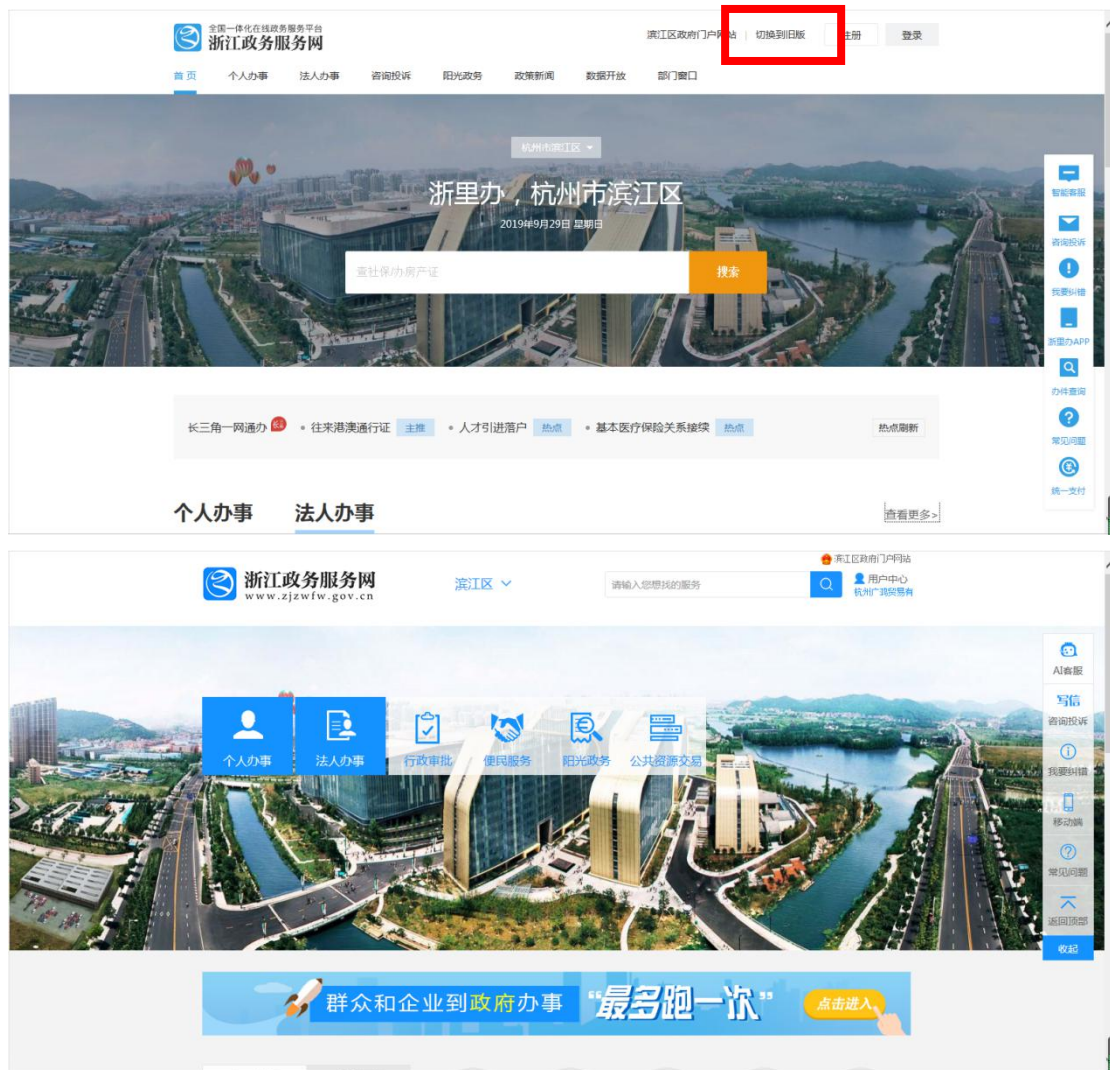 全国一体化在线政务服务平台
浙江政务服务网
滨江区政府门户网站 | 切换到旧版 注册 登录
首页 个人办事 法人办事 咨询投诉 阳光政务 政策新闻 数据开放 部门窗口
杭州市滨江区
浙里办,杭州市滨江区
2019年9月29日 星期日
查社保/办房产证 搜索
智能客服
咨询投诉
我要纠错
浙里办APP
办件查询
常见问题
统一支付
长三角一网通办 • 往来港澳通行证 主推 • 人才引进落户 热点 • 基本医疗保险关系接续 热点 热点刷新
个人办事 法人办事 查看更多>
滨江区政府门户网站
浙江政务服务网
www.zjzwfw.gov.cn
滨江区
请输入您想找的服务
用户中心
杭州广鸿贸易有
个人办事 法人办事 行政审批 便民服务 阳光政务 公共资源交易
AI客服
写信
咨询投诉
我要纠错
移动端
常见问题
返回顶部
收起
群众和企业到政府办事 “最多跑一次” 点击进入